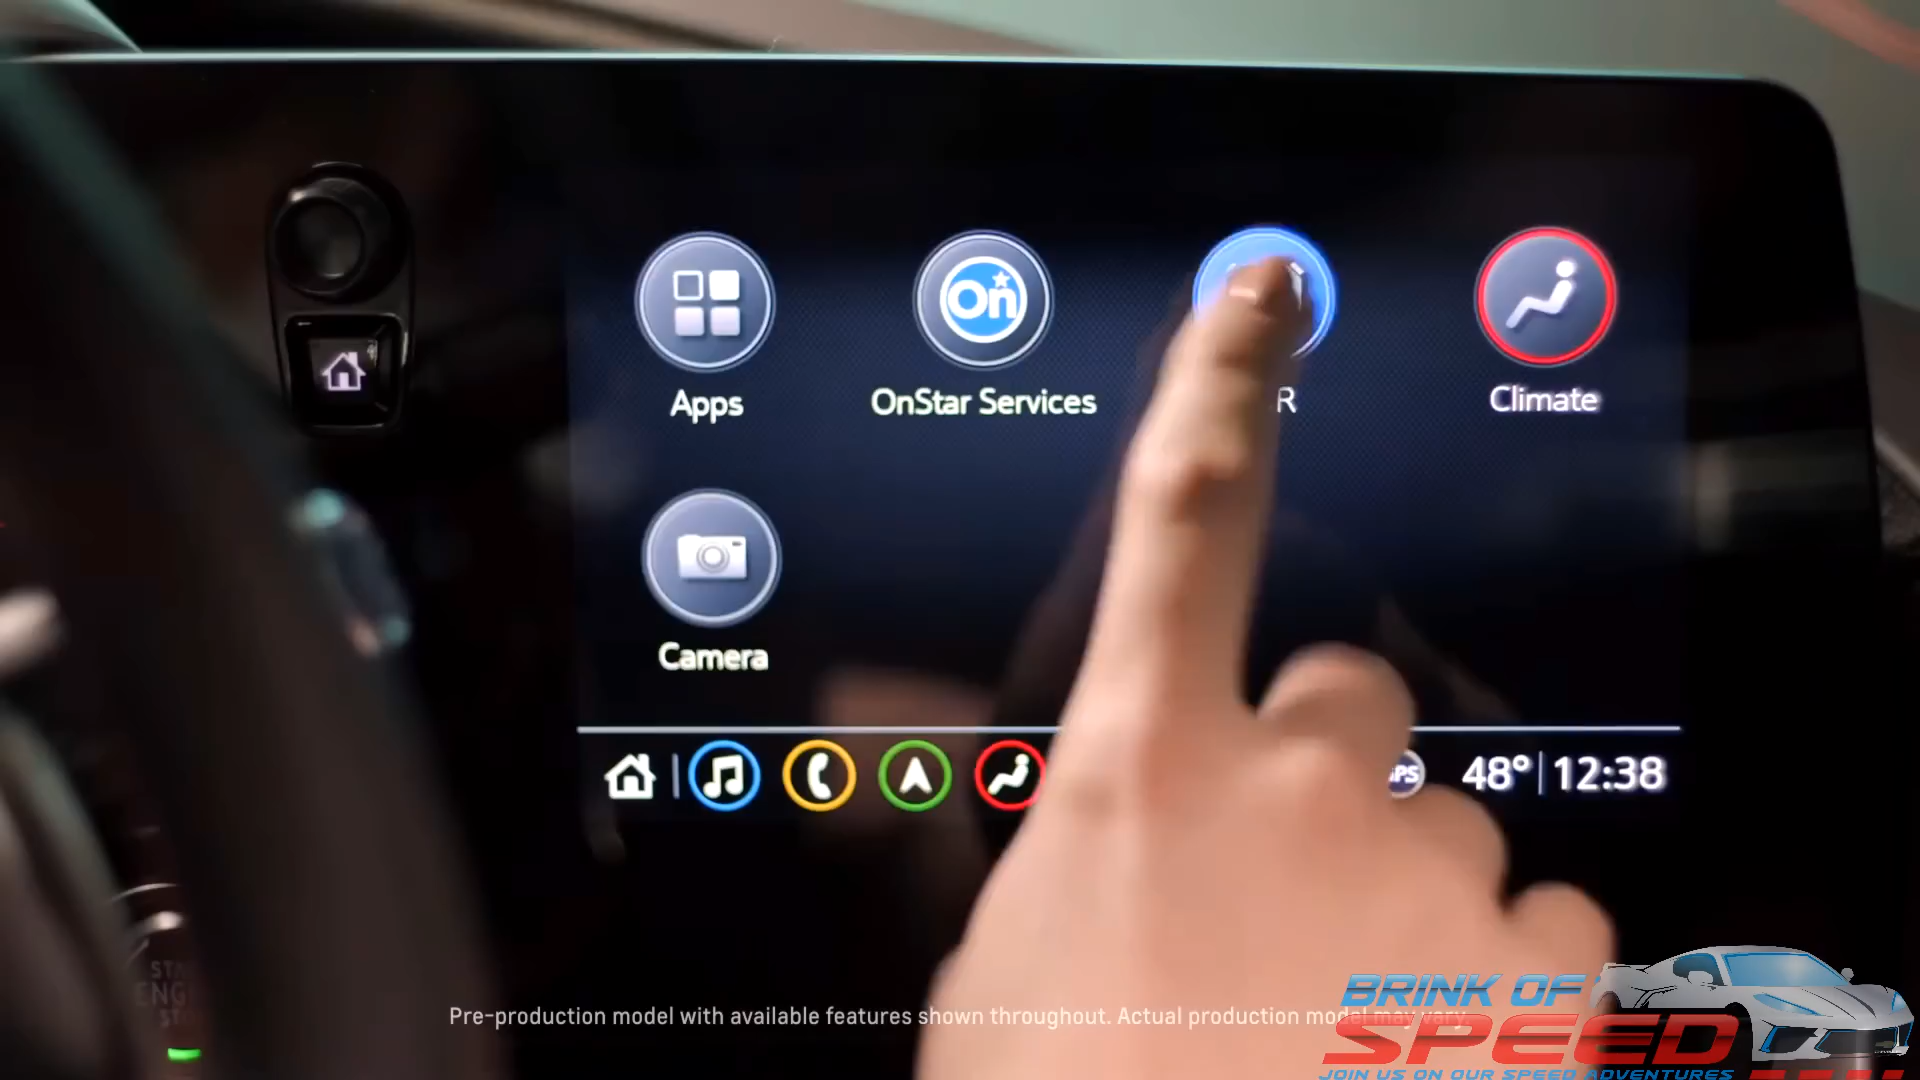 Apps
On
OnStar Services
R
Climate
Camera
48° 12:38
Pre-production model with available features shown throughout. Actual production model may vary.
BRINK OF
SPEED
JOIN US ON OUR SPEED ADVENTURES